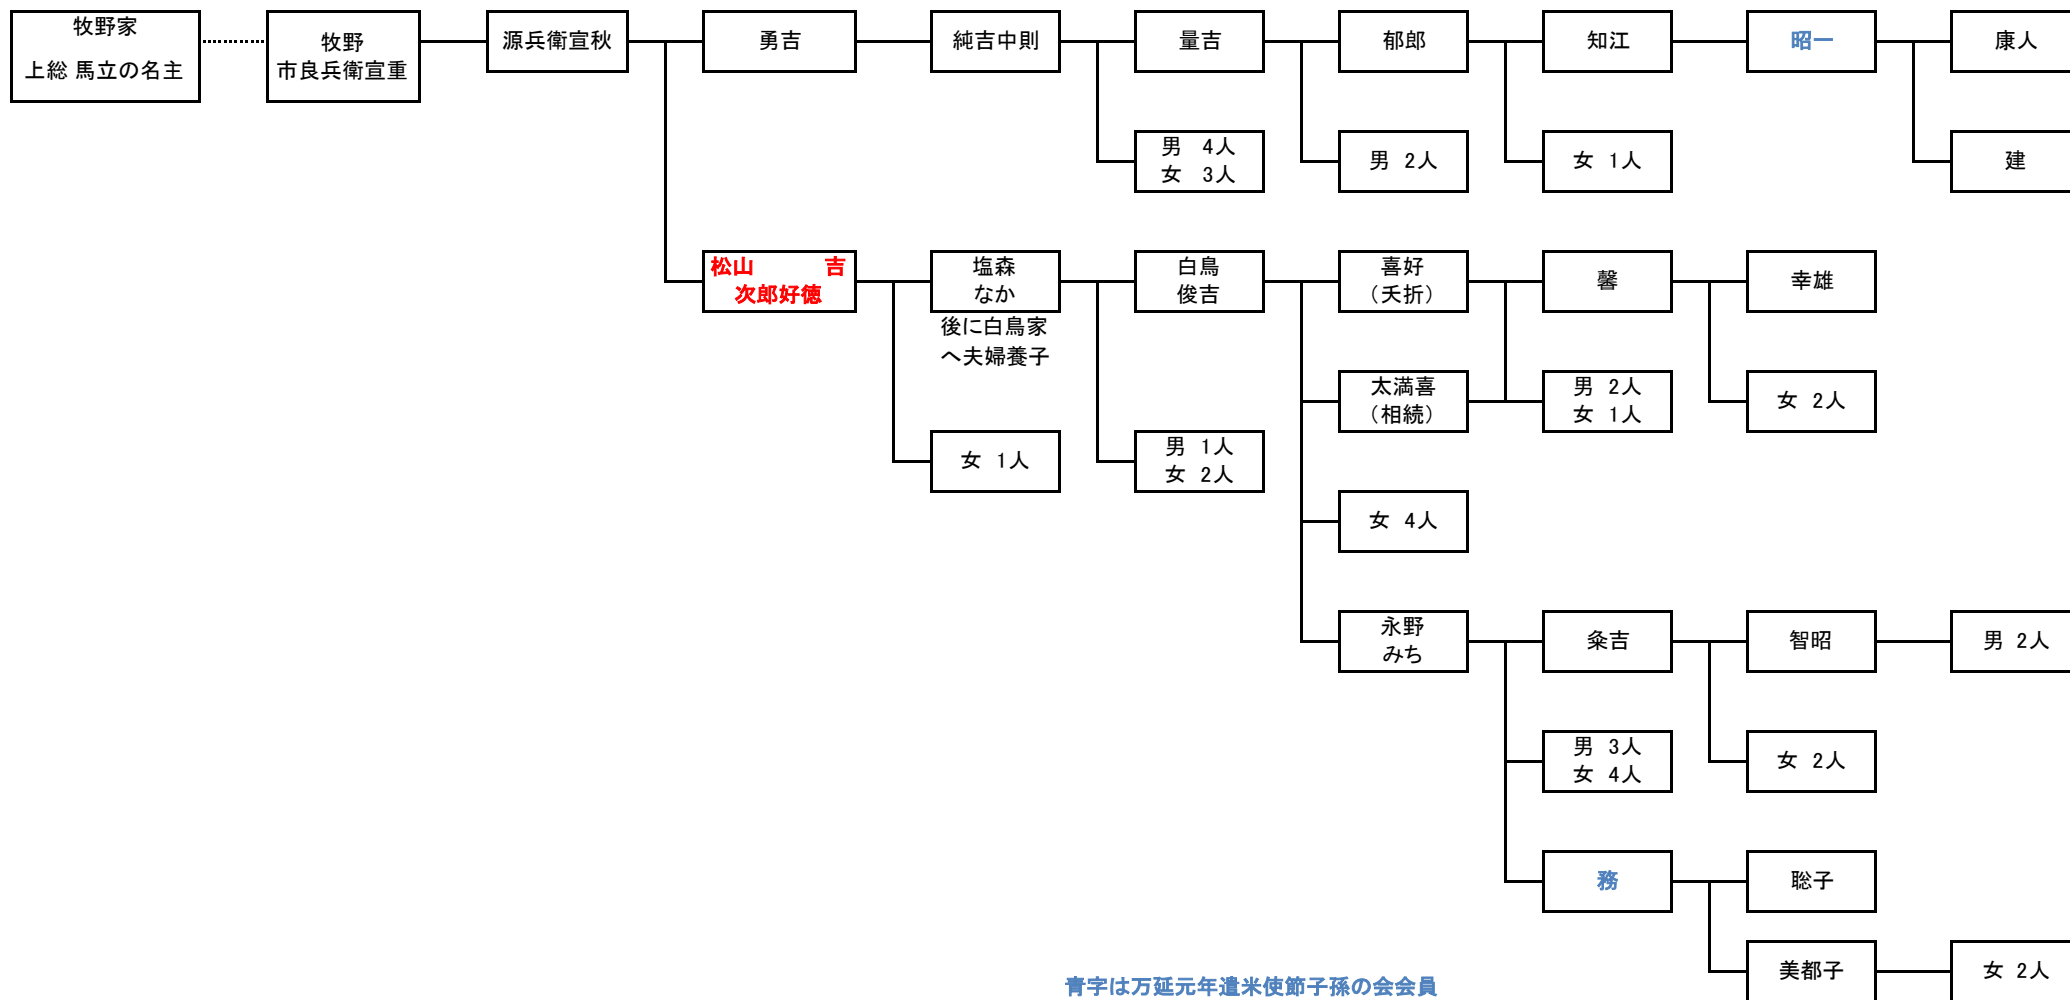 牧野家
上総 馬立の名主
牧野
市良兵衛宣重
源兵衛宣秋
勇吉
純吉中則
量吉
郁郎
知江
昭一
康人
男 4人
女 3人
男 2人
女 1人
建
松山 吉
次郎好徳
塩森
なか
後に白鳥家
へ夫婦養子
白鳥
俊吉
喜好
（夭折）
馨
幸雄
太満喜
（相続）
男 2人
女 1人
女 2人
女 1人
男 1人
女 2人
女 4人
永野
みち
粂吉
智昭
男 2人
男 3人
女 4人
女 2人
務
聡子
美都子
女 2人
青字は万延元年遣米使節子孫の会会員